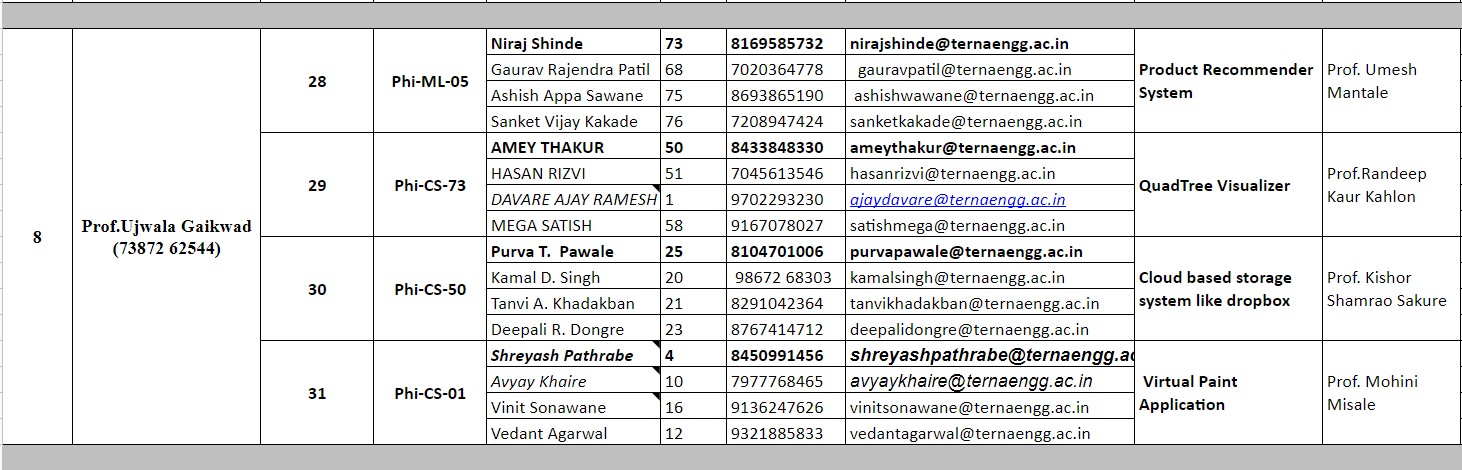 8
Prof.Ujwala Gaikwad
(73872 62544)
28
Phi-ML-05
Niraj Shinde 73 8169585732 nirajshinde@ternaengg.ac.in
Gaurav Rajendra Patil 68 7020364778 gauravpatil@ternaengg.ac.in
Ashish Appa Sawane 75 8693865190 ashishwawane@ternaengg.ac.in
Sanket Vijay Kakade 76 7208947424 sanketkakade@ternaengg.ac.in
Product Recommender
System
Prof. Umesh
Mantale
29
Phi-CS-73
AMEY THAKUR 50 8433848330 ameythakur@ternaengg.ac.in
HASAN RIZVI 51 7045613546 hasanrizvi@ternaengg.ac.in
DAVARE AJAY RAMESH 1 9702293230 ajaydavare@ternaengg.ac.in
MEGA SATISH 58 9167078027 satishmega@ternaengg.ac.in
QuadTree Visualizer
Prof.Randeep
Kaur Kahlon
30
Phi-CS-50
Purva T. Pawale 25 8104701006 purvapawale@ternaengg.ac.in
Kamal D. Singh 20 98672 68303 kamalsingh@ternaengg.ac.in
Tanvi A. Khadakban 21 8291042364 tanvikhadakban@ternaengg.ac.in
Deepali R. Dongre 23 8767414712 deepalidongre@ternaengg.ac.in
Cloud based storage
system like dropbox
Prof. Kishor
Shamrao Sakure
31
Phi-CS-01
Shreyash Pathrabe 4 8450991456 shreyashpathrabe@ternaengg.ac
Avyay Khaire 10 7977768465 avyaykhaire@ternaengg.ac.in
Vinit Sonawane 16 9136247626 vinitsonawane@ternaengg.ac.in
Vedant Agarwal 12 9321885833 vedantagarwal@ternaengg.ac.in
Virtual Paint
Application
Prof. Mohini
Misale